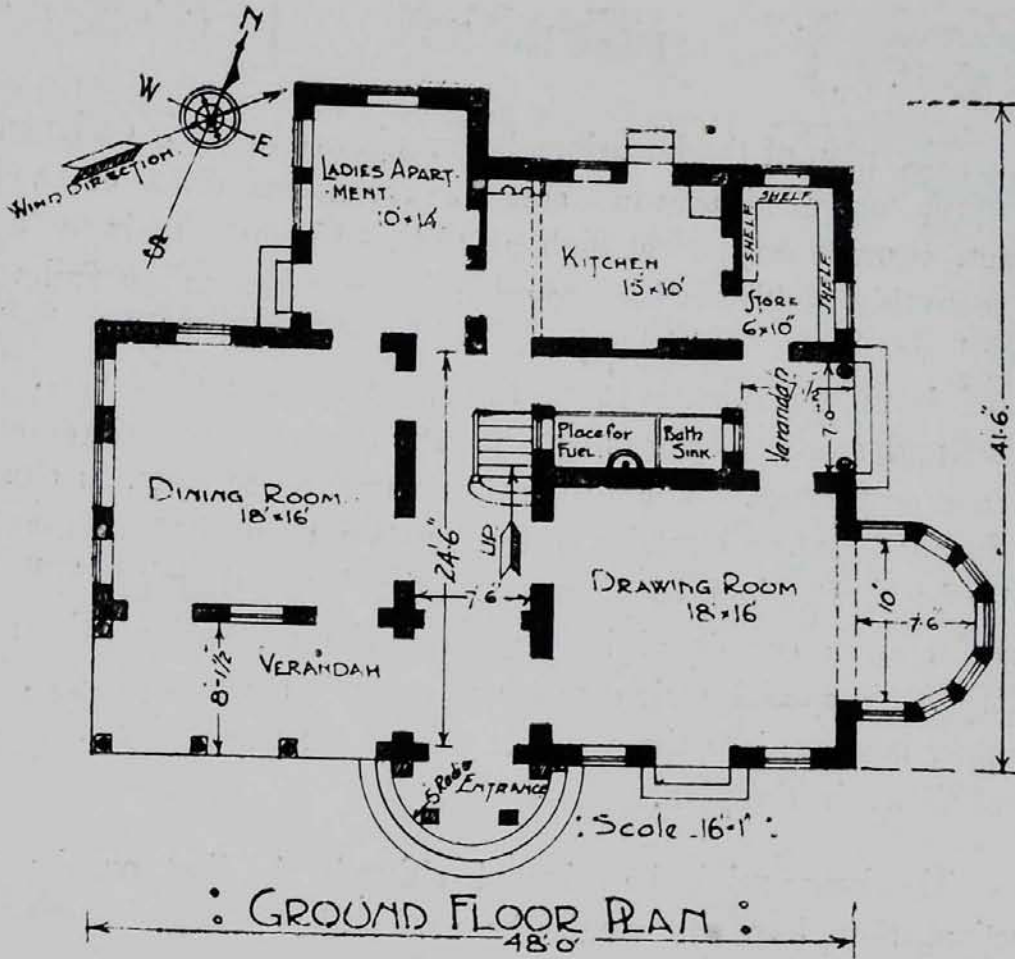 N
W
E
S
WIND DIRECTION.
LADIES APART-
MENT.
10×14
KITCHEN
15×10'
SHELF
SHELF.
SHELF
STORE
6×10"
Varandah
7'-0"
41.6"
Place for
FUEL.
Bath
SINK.
DINING ROOM.
18'×16'
24'.6"
UP.
7'6"
DRAWING ROOM
18'×16'
10'
7'.6"
VERANDAH
8'-1/2"
ENTRANCE
: Scale -16'-1" :
: GROUND FLOOR PLAN :
48'.0"